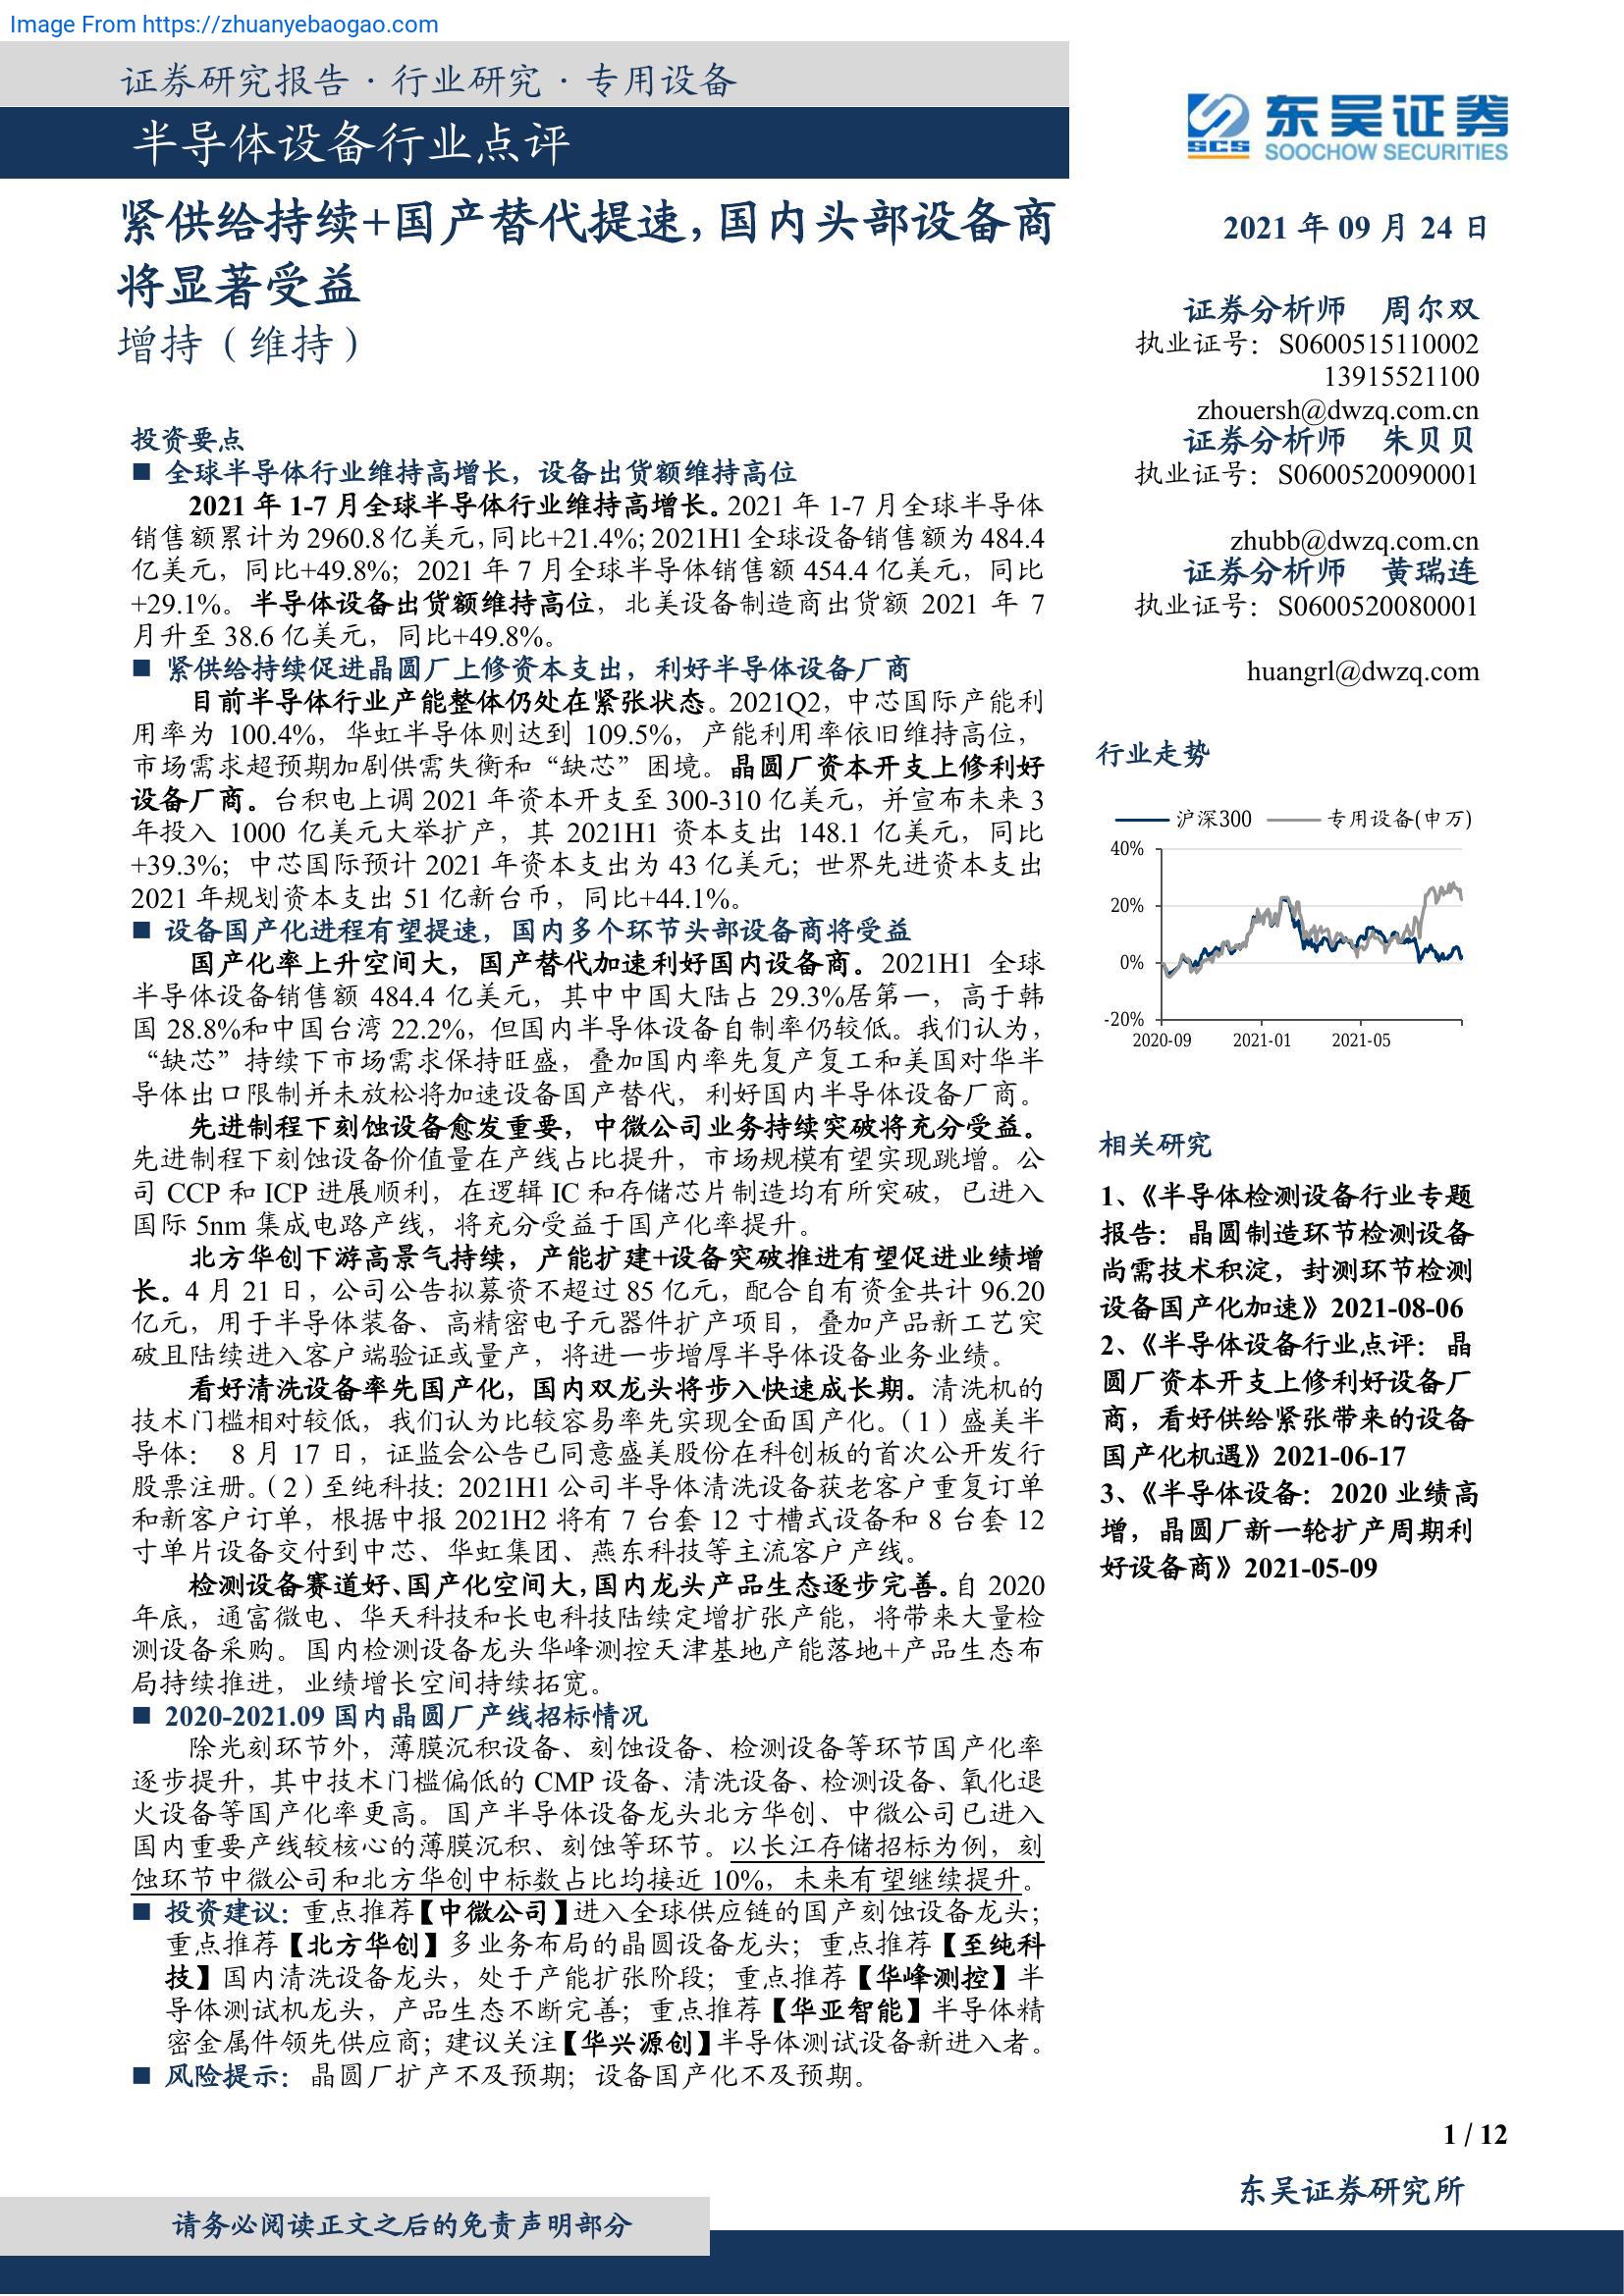 Image From https://zhuanyebaogao.com
证券研究报告·行业研究·专用设备
半导体设备行业点评
东吴证券
SCS SOOCHOW SECURITIES
紧供给持续+国产替代提速，国内头部设备商
将显著受益
增持（维持）
投资要点
■ 全球半导体行业维持高增长，设备出货额维持高位
2021 年 1-7 月全球半导体行业维持高增长。2021 年 1-7 月全球半导体
销售额累计为 2960.8 亿美元，同比+21.4%；2021H1 全球设备销售额为 484.4
亿美元，同比+49.8%；2021 年 7 月全球半导体销售额 454.4 亿美元，同比
+29.1%。半导体设备出货额维持高位，北美设备制造商出货额 2021 年 7
月升至 38.6 亿美元，同比+49.8%。
■ 紧供给持续促进晶圆厂上修资本支出，利好半导体设备厂商
目前半导体行业产能整体仍处在紧张状态。2021Q2，中芯国际产能利
用率为 100.4%，华虹半导体则达到 109.5%，产能利用率依旧维持高位，
市场需求超预期加剧供需失衡和“缺芯”困境。晶圆厂资本开支上修利好
设备厂商。台积电上调 2021 年资本开支至 300-310 亿美元，并宣布未来 3
年投入 1000 亿美元大举扩产，其 2021H1 资本支出 148.1 亿美元，同比
+39.3%；中芯国际预计 2021 年资本支出为 43 亿美元；世界先进资本支出
2021 年规划资本支出 51 亿新台币，同比+44.1%。
■ 设备国产化进程有望提速，国内多个环节头部设备商将受益
国产化率上升空间大，国产替代加速利好国内设备商。2021H1 全球
半导体设备销售额 484.4 亿美元，其中中国大陆占 29.3%居第一，高于韩
国 28.8%和中国台湾 22.2%，但国内半导体设备自制率仍较低。我们认为，
“缺芯”持续下市场需求保持旺盛，叠加国内率先复产复工和美国对华半
导体出口限制并未放松将加速设备国产替代，利好国内半导体设备厂商。
先进制程下刻蚀设备愈发重要，中微公司业务持续突破将充分受益。
先进制程下刻蚀设备价值量在产线占比提升，市场规模有望实现跳增。公
司 CCP 和 ICP 进展顺利，在逻辑 IC 和存储芯片制造均有所突破，已进入
国际 5nm 集成电路产线，将充分受益于国产化率提升。
北方华创下游高景气持续，产能扩建+设备突破推进有望促进业绩增
长。4 月 21 日，公司公告拟募资不超过 85 亿元，配合自有资金共计 96.20
亿元，用于半导体装备、高精密电子元器件扩产项目，叠加产品新工艺突
破且陆续进入客户端验证或量产，将进一步增厚半导体设备业务业绩。
看好清洗设备率先国产化，国内双龙头将步入快速成长期。清洗机的
技术门槛相对较低，我们认为比较容易率先实现全面国产化。（1）盛美半
导体： 8 月 17 日，证监会公告已同意盛美股份在科创板的首次公开发行
股票注册。（2）至纯科技：2021H1 公司半导体清洗设备获老客户重复订单
和新客户订单，根据中报 2021H2 将有 7 台套 12 寸槽式设备和 8 台套 12
寸单片设备交付到中芯、华虹集团、燕东科技等主流客户产线。
检测设备赛道好、国产化空间大，国内龙头产品生态逐步完善。自 2020
年底，通富微电、华天科技和长电科技陆续定增扩张产能，将带来大量检
测设备采购。国内检测设备龙头华峰测控天津基地产能落地+产品生态布
局持续推进，业绩增长空间持续拓宽。
■ 2020-2021.09 国内晶圆厂产线招标情况
除光刻环节外，薄膜沉积设备、刻蚀设备、检测设备等环节国产化率
逐步提升，其中技术门槛偏低的 CMP 设备、清洗设备、检测设备、氧化退
火设备等国产化率更高。国产半导体设备龙头北方华创、中微公司已进入
国内重要产线较核心的薄膜沉积、刻蚀等环节。以长江存储招标为例，刻
蚀环节中微公司和北方华创中标数占比均接近 10%，未来有望继续提升。
■ 投资建议：重点推荐【中微公司】进入全球供应链的国产刻蚀设备龙头；
重点推荐【北方华创】多业务布局的晶圆设备龙头；重点推荐【至纯科
技】国内清洗设备龙头，处于产能扩张阶段；重点推荐【华峰测控】半
导体测试机龙头，产品生态不断完善；重点推荐【华亚智能】半导体精
密金属件领先供应商；建议关注【华兴源创】半导体测试设备新进入者。
■ 风险提示：晶圆厂扩产不及预期；设备国产化不及预期。
2021 年 09 月 24 日
证券分析师 周尔双
执业证号：S0600515110002
13915521100
zhouersh@dwzq.com.cn
证券分析师 朱贝贝
执业证号：S0600520090001
zhubb@dwzq.com.cn
证券分析师 黄瑞连
执业证号：S0600520080001
huangrl@dwzq.com
行业走势
沪深300 专用设备(申万)
40%
20%
0%
-20%
2020-09 2021-01 2021-05
相关研究
1、《半导体检测设备行业专题
报告：晶圆制造环节检测设备
尚需技术积淀，封测环节检测
设备国产化加速》2021-08-06
2、《半导体设备行业点评：晶
圆厂资本开支上修利好设备厂
商，看好供给紧张带来的设备
国产化机遇》2021-06-17
3、《半导体设备：2020 业绩高
增，晶圆厂新一轮扩产周期利
好设备商》2021-05-09
1 / 12
东吴证券研究所
请务必阅读正文之后的免责声明部分